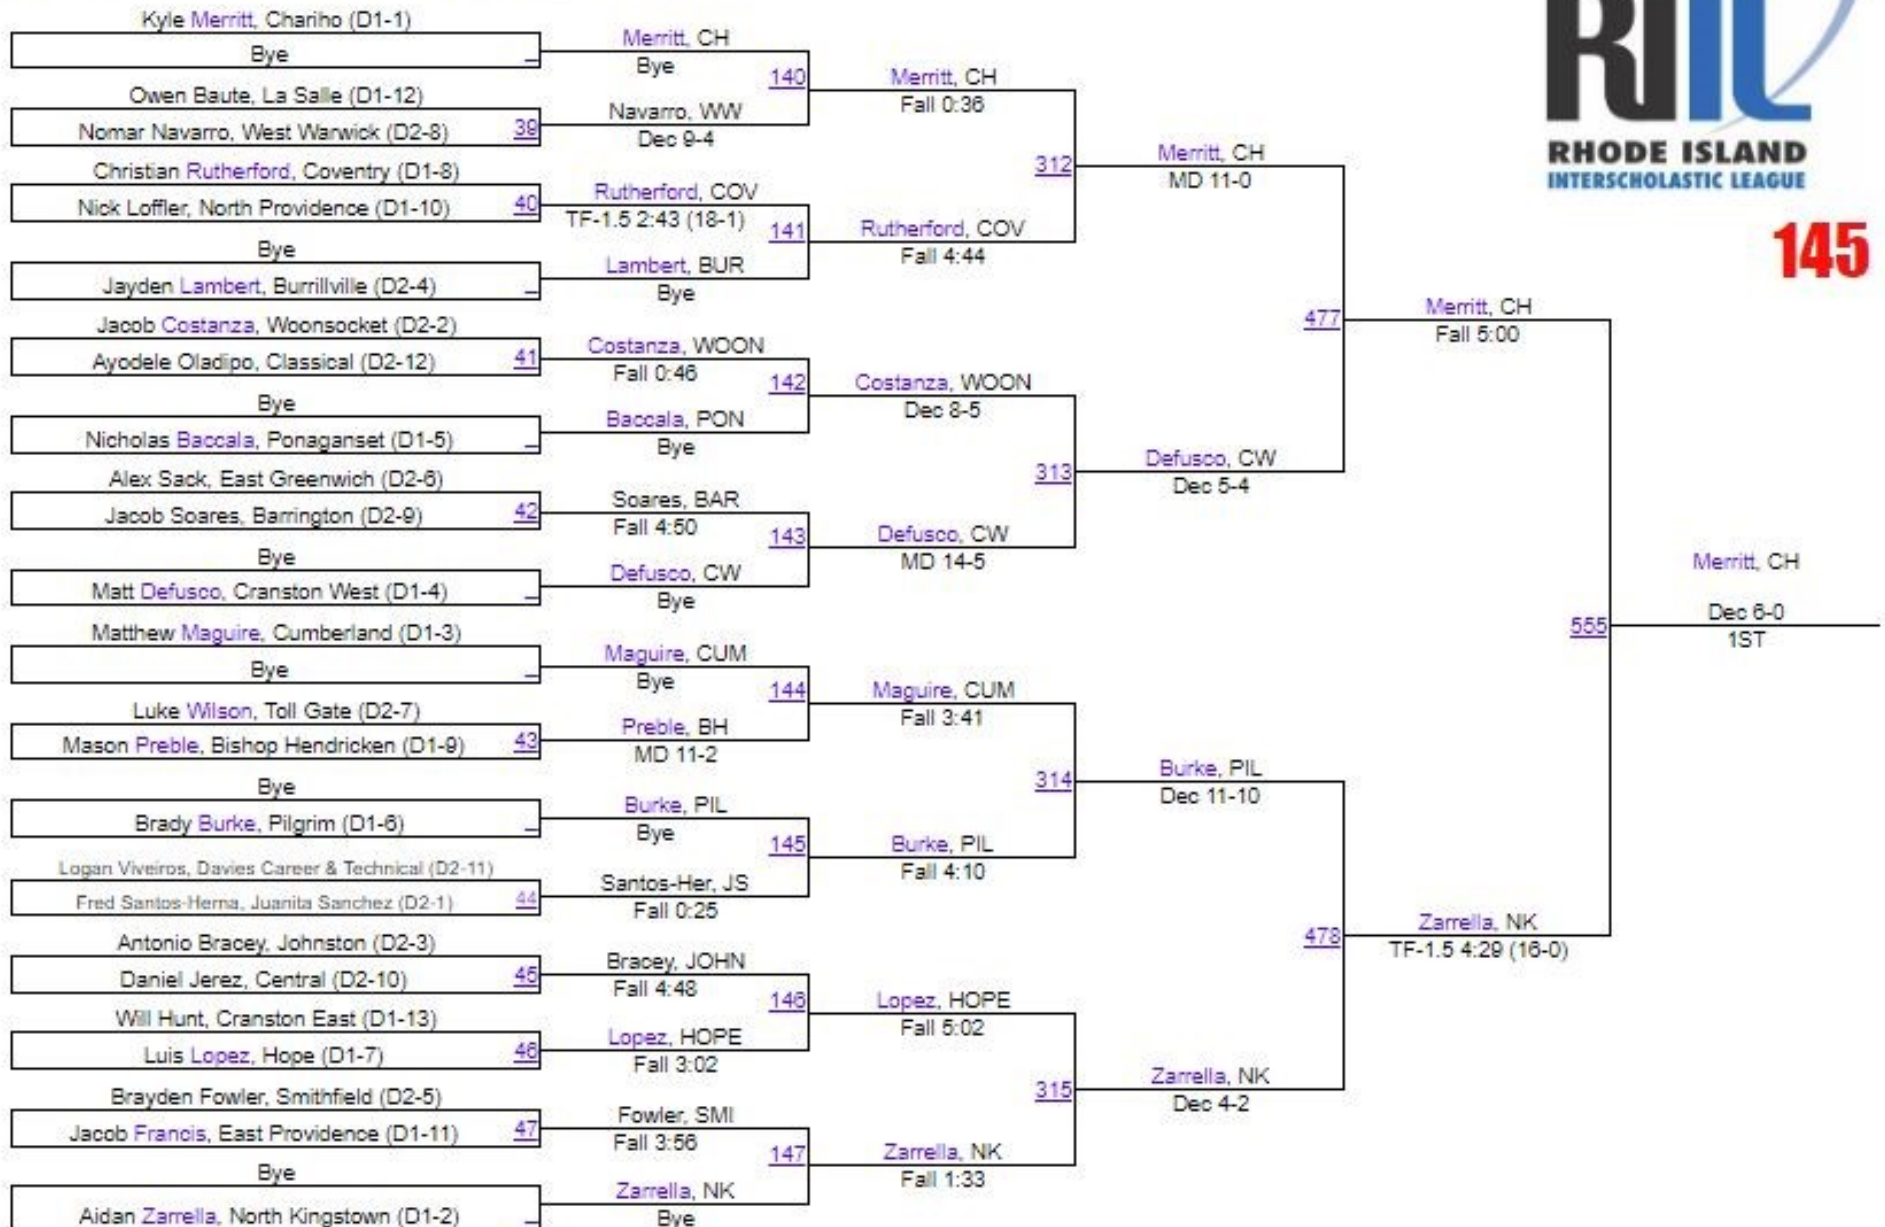 Kyle Merritt, Chariho (D1-1)
Bye
Owen Baute, La Salle (D1-12)
Nomar Navarro, West Warwick (D2-8)
39
Christian Rutherford, Coventry (D1-8)
Nick Loffler, North Providence (D1-10)
40
Bye
Jayden Lambert, Burrillville (D2-4)
Jacob Costanza, Woonsocket (D2-2)
Ayodele Oladipo, Classical (D2-12)
41
Bye
Nicholas Baccala, Ponaganset (D1-5)
Alex Sack, East Greenwich (D2-6)
Jacob Soares, Barrington (D2-9)
42
Bye
Matt Defusco, Cranston West (D1-4)
Matthew Maguire, Cumberland (D1-3)
Bye
Luke Wilson, Toll Gate (D2-7)
Mason Preble, Bishop Hendricken (D1-9)
43
Bye
Brady Burke, Pilgrim (D1-6)
Logan Viveiros, Davies Career & Technical (D2-11)
Fred Santos-Herna, Juanita Sanchez (D2-1)
44
Antonio Bracey, Johnston (D2-3)
Daniel Jerez, Central (D2-10)
45
Will Hunt, Cranston East (D1-13)
Luis Lopez, Hope (D1-7)
46
Brayden Fowler, Smithfield (D2-5)
Jacob Francis, East Providence (D1-11)
47
Bye
Aidan Zarrella, North Kingstown (D1-2)
Merritt, CH
Bye
140
Navarro, WW
Dec 9-4
Rutherford, COV
TF-1.5 2:43 (18-1)
141
Lambert, BUR
Bye
Costanza, WOON
Fall 0:46
142
Baccala, PON
Bye
Soares, BAR
Fall 4:50
143
Defusco, CW
Bye
Maguire, CUM
Bye
144
Preble, BH
MD 11-2
Burke, PIL
Bye
145
Santos-Her, JS
Fall 0:25
Bracey, JOHN
Fall 4:48
146
Lopez, HOPE
Fall 3:02
Fowler, SMI
Fall 3:56
147
Zarrella, NK
Bye
Merritt, CH
Fall 0:36
312
Rutherford, COV
Fall 4:44
Costanza, WOON
Dec 8-5
313
Defusco, CW
MD 14-5
Maguire, CUM
Fall 3:41
314
Burke, PIL
Fall 4:10
Lopez, HOPE
Fall 5:02
315
Zarrella, NK
Fall 1:33
Merritt, CH
MD 11-0
477
Defusco, CW
Dec 5-4
Burke, PIL
Dec 11-10
478
Zarrella, NK
Dec 4-2
Merritt, CH
Fall 5:00
555
Zarrella, NK
TF-1.5 4:29 (16-0)
Merritt, CH
Dec 6-0
1ST
RIIL
RHODE ISLAND
INTERSCHOLASTIC LEAGUE
145